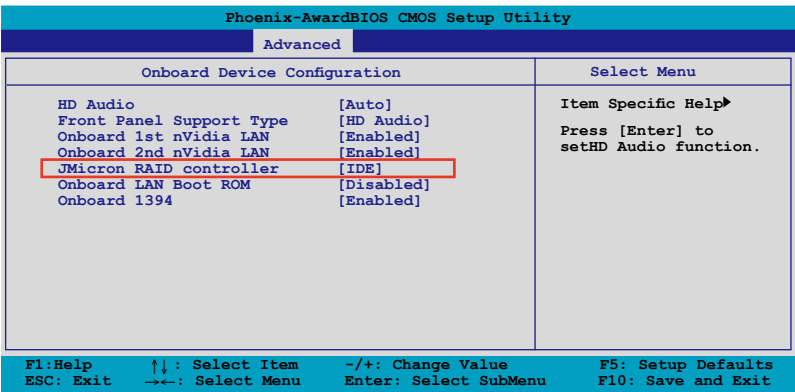 Phoenix-AwardBIOS CMOS Setup Utility
Advanced
Onboard Device Configuration
Select Menu
HD Audio [Auto]
Front Panel Support Type [HD Audio]
Onboard 1st nVidia LAN [Enabled]
Onboard 2nd nVidia LAN [Enabled]
JMicron RAID controller [IDE]
Onboard LAN Boot ROM [Disabled]
Onboard 1394 [Enabled]
Item Specific Help▶
Press [Enter] to
setHD Audio function.
F1:Help ↑↓: Select Item -/+: Change Value F5: Setup Defaults
ESC: Exit →←: Select Menu Enter: Select SubMenu F10: Save and Exit